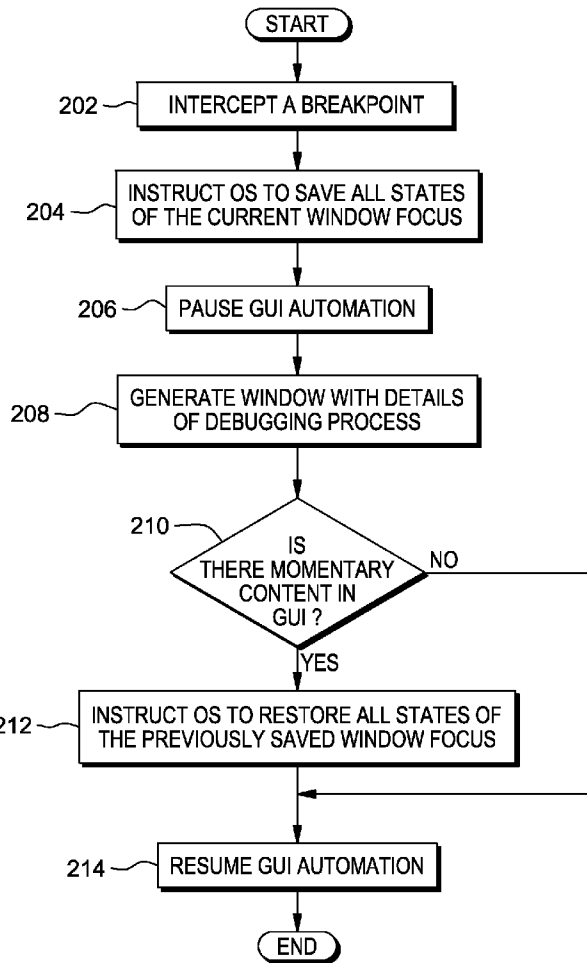 START
202
INTERCEPT A BREAKPOINT
204
INSTRUCT OS TO SAVE ALL STATES
OF THE CURRENT WINDOW FOCUS
206
PAUSE GUI AUTOMATION
208
GENERATE WINDOW WITH DETAILS
OF DEBUGGING PROCESS
210
IS
THERE MOMENTARY
CONTENT IN
GUI ?
NO
YES
212
INSTRUCT OS TO RESTORE ALL STATES OF
THE PREVIOUSLY SAVED WINDOW FOCUS
214
RESUME GUI AUTOMATION
END